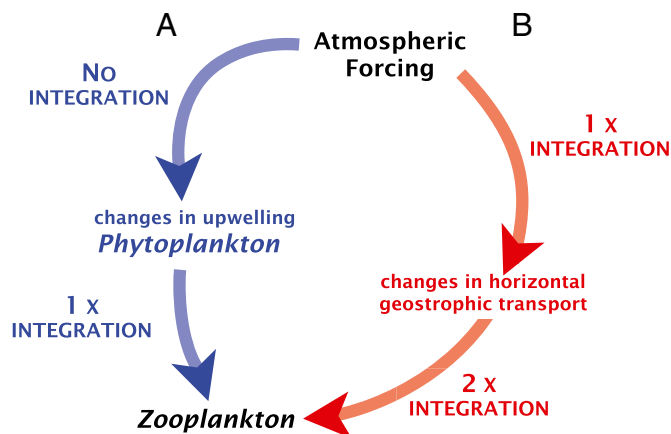 A
B
Atmospheric
Forcing
NO
INTEGRATION
1 X
INTEGRATION
changes in upwelling
Phytoplankton
changes in horizontal
geostrophic transport
1 X
INTEGRATION
2 X
INTEGRATION
Zooplankton